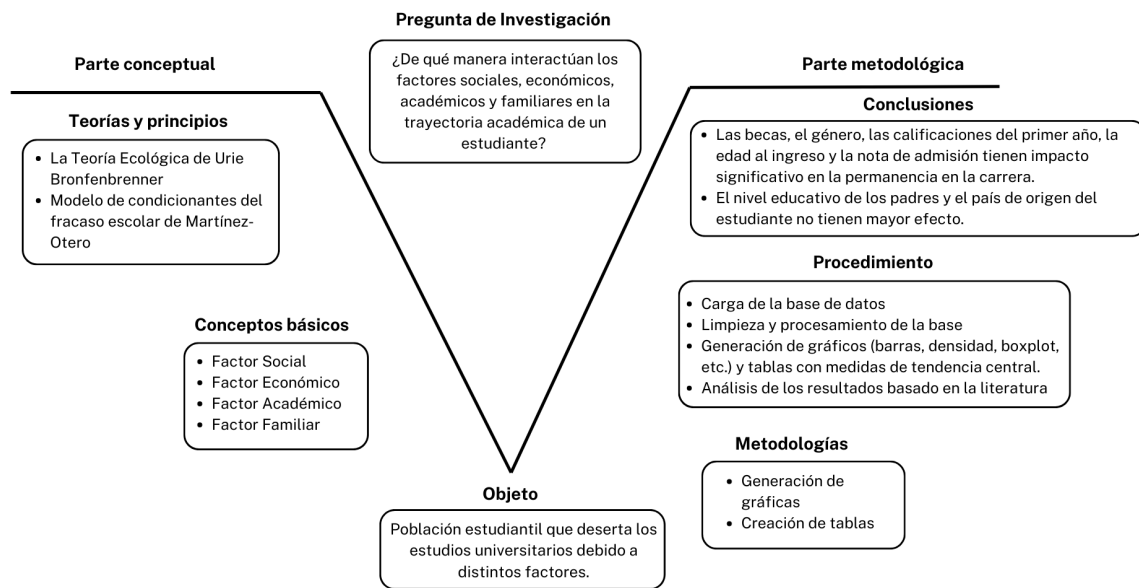 Pregunta de Investigación
¿De qué manera interactúan los
factores sociales, económicos,
académicos y familiares en la
trayectoria académica de un
estudiante?
Parte conceptual
Teorías y principios
• La Teoría Ecológica de Urie
Bronfenbrenner
• Modelo de condicionantes del
fracaso escolar de Martínez-
Otero
Conceptos básicos
• Factor Social
• Factor Económico
• Factor Académico
• Factor Familiar
Objeto
Población estudiantil que deserta los
estudios universitarios debido a
distintos factores.
Parte metodológica
Conclusiones
• Las becas, el género, las calificaciones del primer año, la
edad al ingreso y la nota de admisión tienen impacto
significativo en la permanencia en la carrera.
• El nivel educativo de los padres y el país de origen del
estudiante no tienen mayor efecto.
Procedimiento
• Carga de la base de datos
• Limpieza y procesamiento de la base
• Generación de gráficos (barras, densidad, boxplot,
etc.) y tablas con medidas de tendencia central.
• Análisis de los resultados basado en la literatura
Metodologías
• Generación de
gráficas
• Creación de tablas